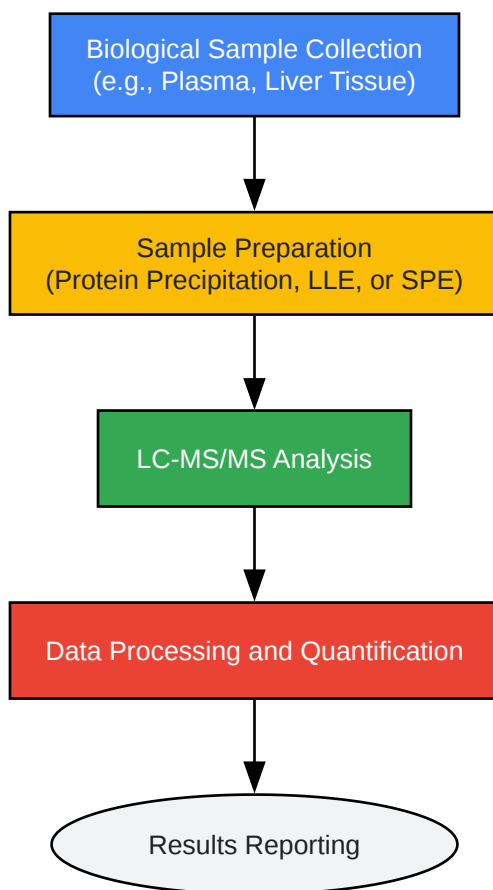 Biological Sample Collection
(e.g., Plasma, Liver Tissue)
Sample Preparation
(Protein Precipitation, LLE, or SPE)
LC-MS/MS Analysis
Data Processing and Quantification
Results Reporting